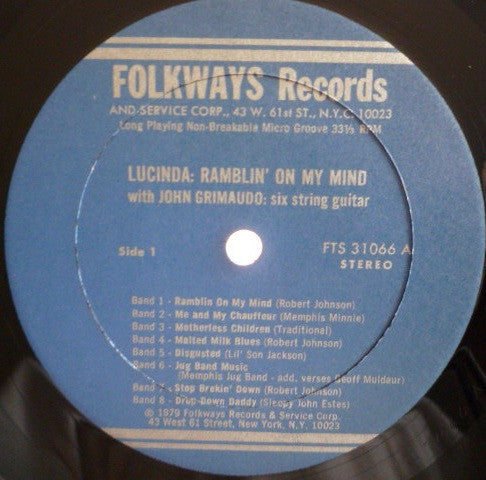 FOLKWAYS Records
AND SERVICE CORP., 43 W. 61st ST., N.Y.C. 10023
Long Playing Non-Breakable Micro Groove 33⅓ RPM
LUCINDA: RAMBLIN' ON MY MIND
with JOHN GRIMAUDO: six string guitar
Side 1
FTS 31066 A
STEREO
Band 1 - Ramblin On My Mind (Robert Johnson)
Band 2 - Me and My Chauffeur (Memphis Minnie)
Band 3 - Motherless Children (Traditional)
Band 4 - Malted Milk Blues (Robert Johnson)
Band 5 - Disgusted (Lil' Son Jackson)
Band 6 - Jug Band Music
(Memphis Jug Band - add. verses Geoff Muldaur)
Band 7 - Stop Brekin' Down (Robert Johnson)
Band 8 - Drop Down Daddy (Sleepy John Estes)
© 1979 Folkways Records & Service Corp.
43 West 61 Street, New York, N.Y. 10023